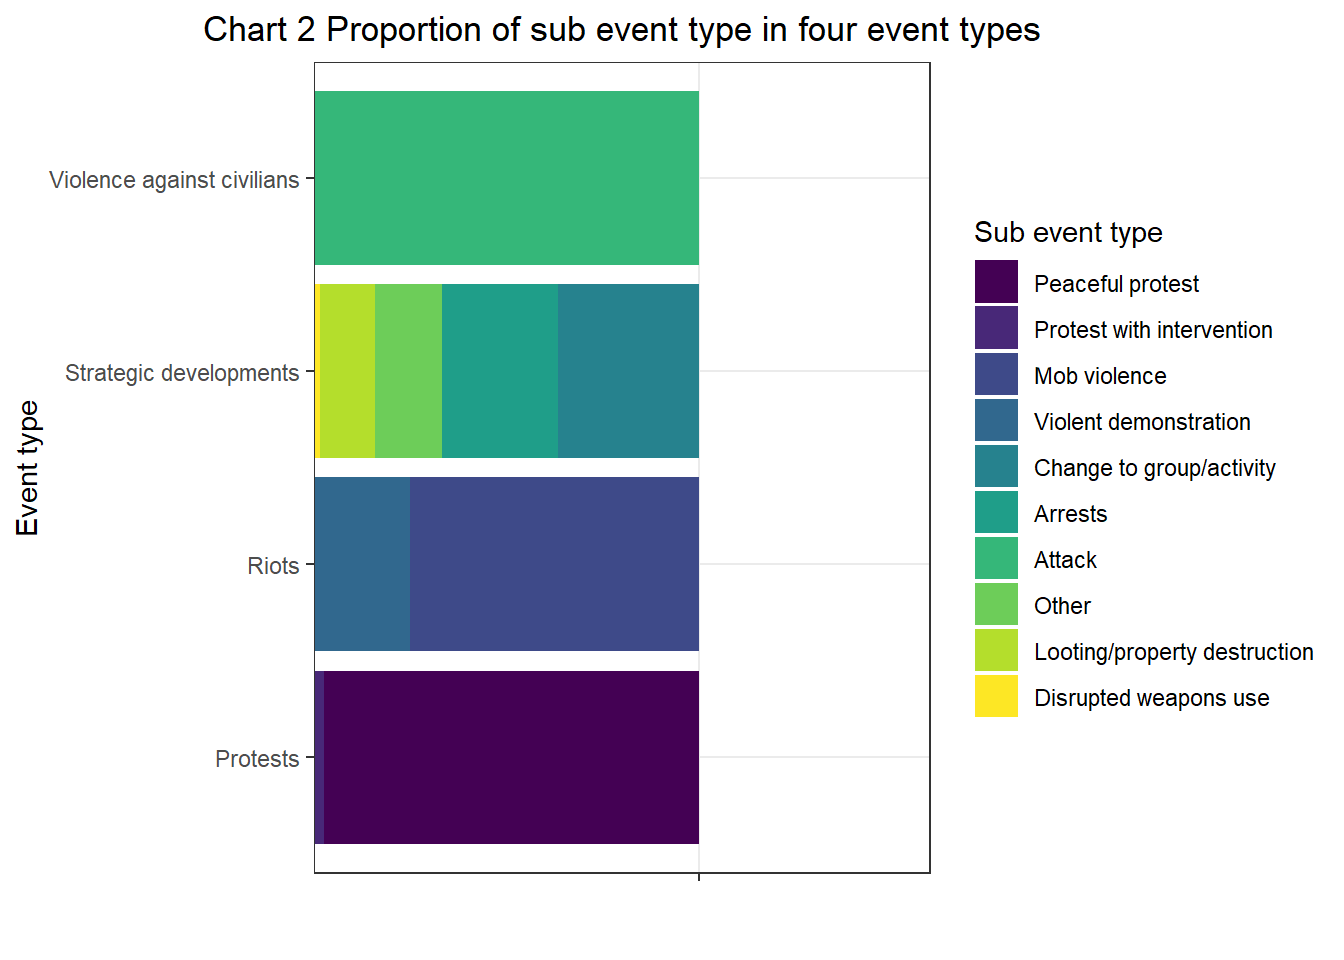 Chart 2 Proportion of sub event type in four event types
Violence against civilians
Strategic developments
Riots
Protests
Event type
Sub event type
Peaceful protest
Protest with intervention
Mob violence
Violent demonstration
Change to group/activity
Arrests
Attack
Other
Looting/property destruction
Disrupted weapons use